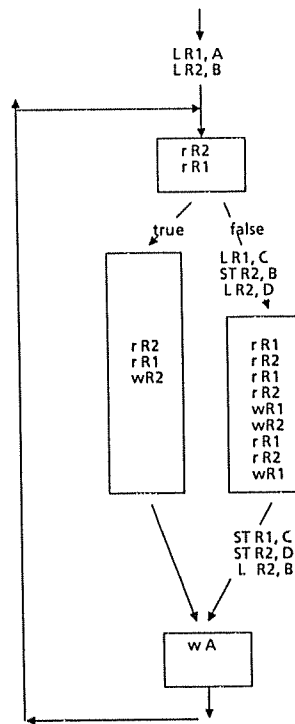 L R1, A
L R2, B
r R2
r R1
true false
L R1, C
ST R2, B
L R2, D
r R2
r R1
wR2
r R1
r R2
r R1
r R2
wR1
wR2
r R1
r R2
wR1
ST R1, C
ST R2, D
L R2, B
w A